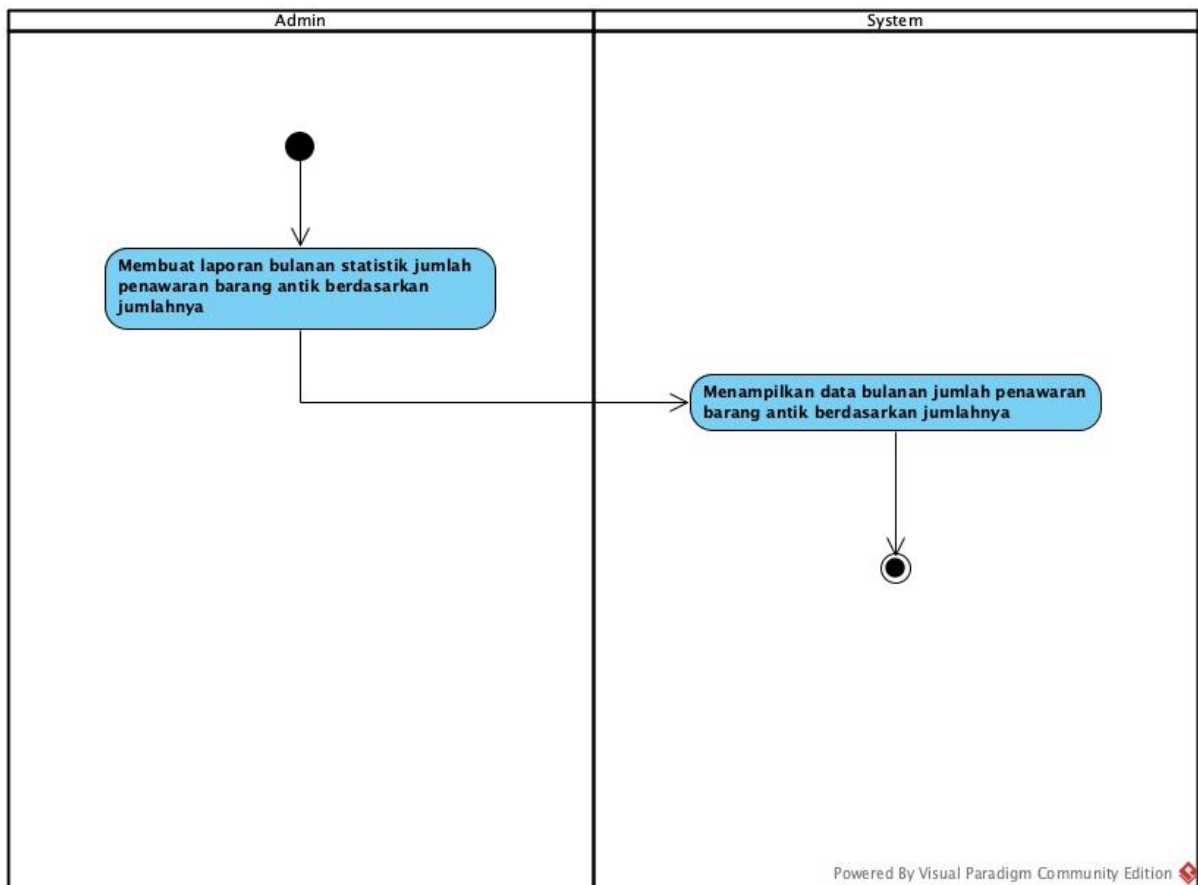 Admin
System
Membuat laporan bulanan statistik jumlah
penawaran barang antik berdasarkan
jumlahnya
Menampilkan data bulanan jumlah penawaran
barang antik berdasarkan jumlahnya
Powered By Visual Paradigm Community Edition